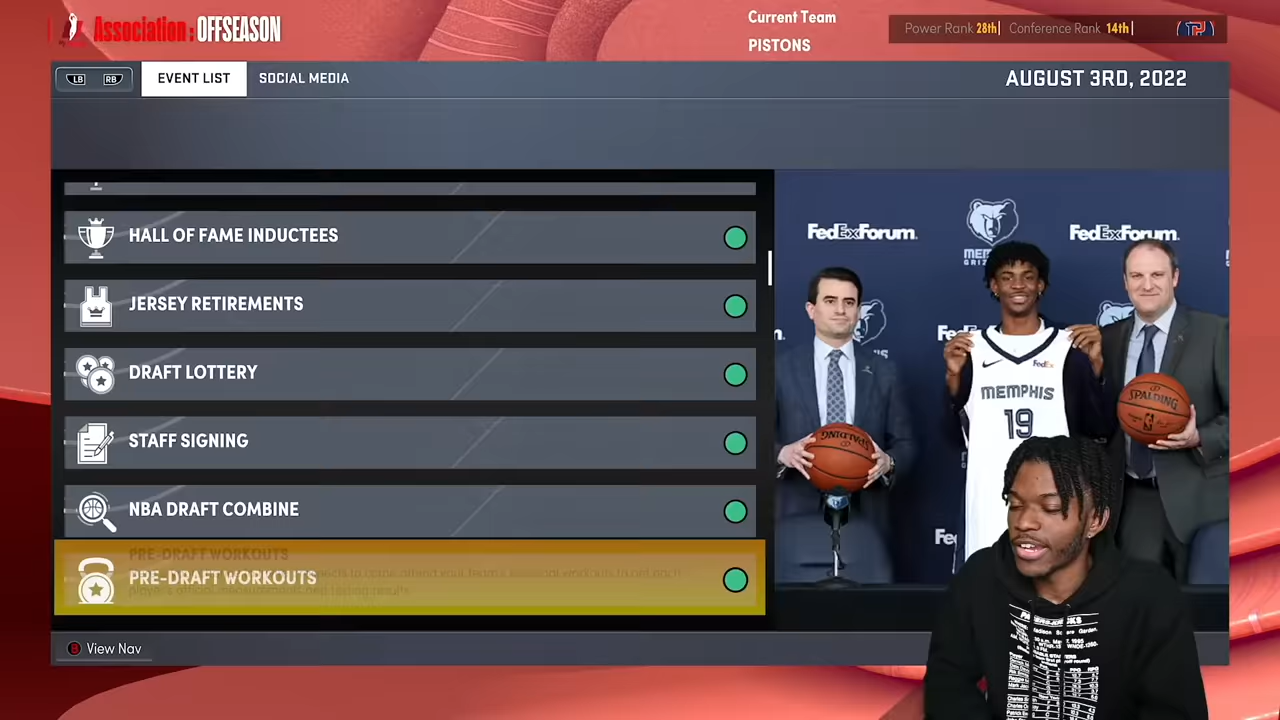 Association: OFFSEASON
Current Team
PISTONS
Power Rank 28th| Conference Rank 14th|
LB RB EVENT LIST SOCIAL MEDIA
AUGUST 3RD, 2022
HALL OF FAME INDUCTEES
JERSEY RETIREMENTS
DRAFT LOTTERY
STAFF SIGNING
NBA DRAFT COMBINE
PRE-DRAFT WORKOUTS
PRE-DRAFT WORKOUTS
B View Nav
FedExForum.
FedExForum.
FedEx
MEMPHIS
19
SPALDING
SPALDING